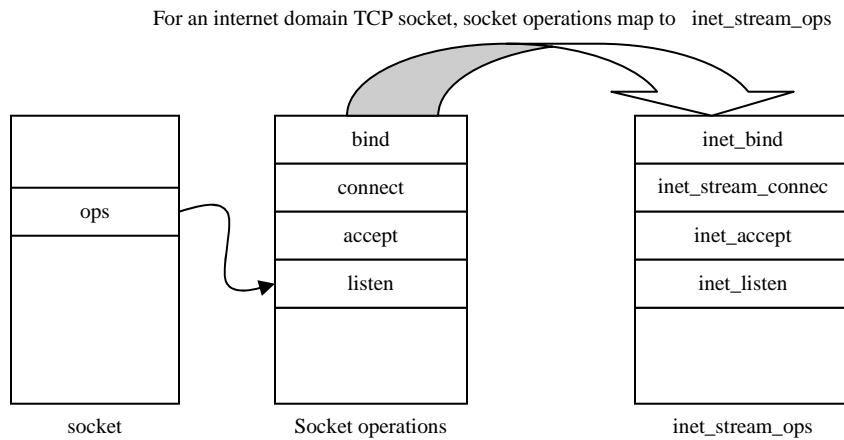 For an internet domain TCP socket, socket operations map to inet_stream_ops
bind
inet_bind
connect
inet_stream_connec
ops
accept
inet_accept
listen
inet_listen
socket
Socket operations
inet_stream_ops